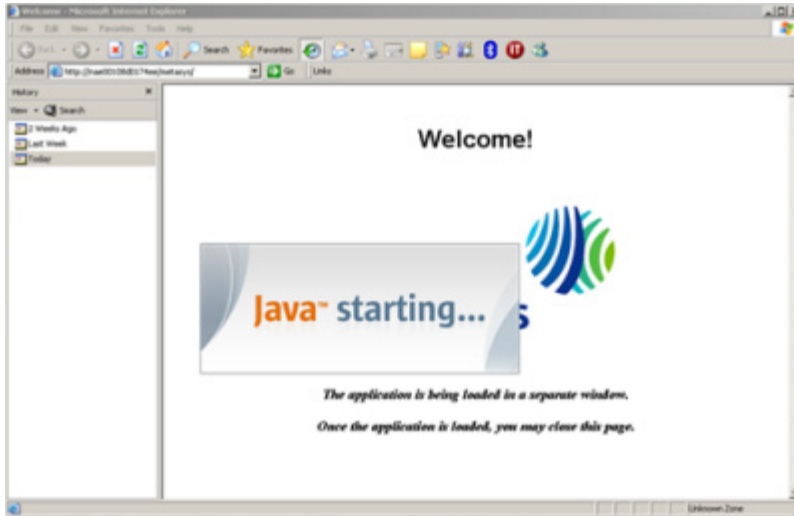 Welcome - Microsoft Internet Explorer
File Edit View Favorites Tools Help
Back Search Favorites
Address Go Links
History
View Search
2 Weeks Ago
Last Week
Today
Welcome!
Java™ starting...
s
The application is being loaded in a separate window.
Once the application is loaded, you may close this page.
Unknown Zone